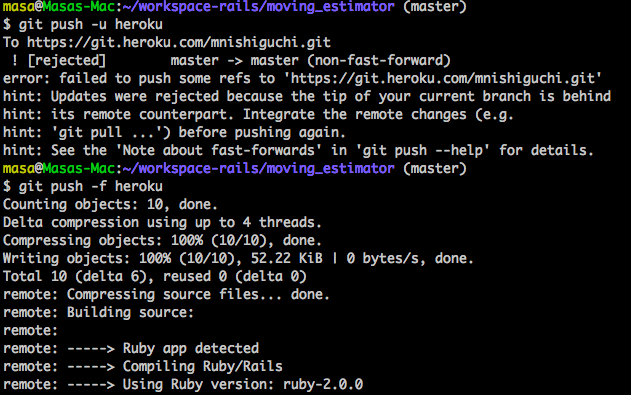 masa@Masas-Mac:~/workspace-rails/moving_estimator (master)
$ git push -u heroku
To https://git.heroku.com/mnishiguchi.git
 ! [rejected]        master -> master (non-fast-forward)
error: failed to push some refs to 'https://git.heroku.com/mnishiguchi.git'
hint: Updates were rejected because the tip of your current branch is behind
hint: its remote counterpart. Integrate the remote changes (e.g.
hint: 'git pull ...') before pushing again.
hint: See the 'Note about fast-forwards' in 'git push --help' for details.
masa@Masas-Mac:~/workspace-rails/moving_estimator (master)
$ git push -f heroku
Counting objects: 10, done.
Delta compression using up to 4 threads.
Compressing objects: 100% (10/10), done.
Writing objects: 100% (10/10), 52.22 KiB | 0 bytes/s, done.
Total 10 (delta 6), reused 0 (delta 0)
remote: Compressing source files... done.
remote: Building source:
remote:
remote: -----> Ruby app detected
remote: -----> Compiling Ruby/Rails
remote: -----> Using Ruby version: ruby-2.0.0